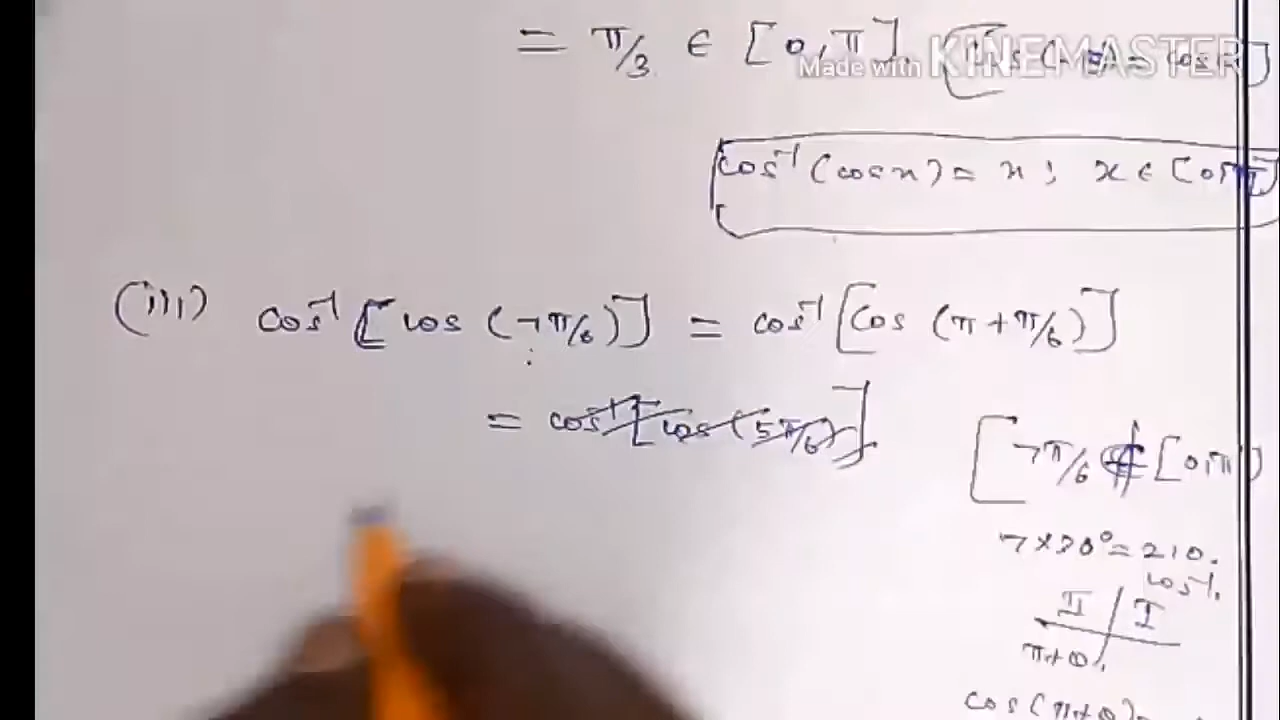 = π/3 ∈ [0,π].
Made with KINEMASTER
cos⁻¹(cos x) = x ; x ∈ [0,π]
(iii) cos⁻¹[cos (7π/6)] = cos⁻¹[cos (π+π/6)]
= cos⁻¹[cos (5π/6)]
[7π/6 ∉ [0,π]
7×30° = 210.
cos⁻¹.
II / I
π+θ.
cos(π+θ)=